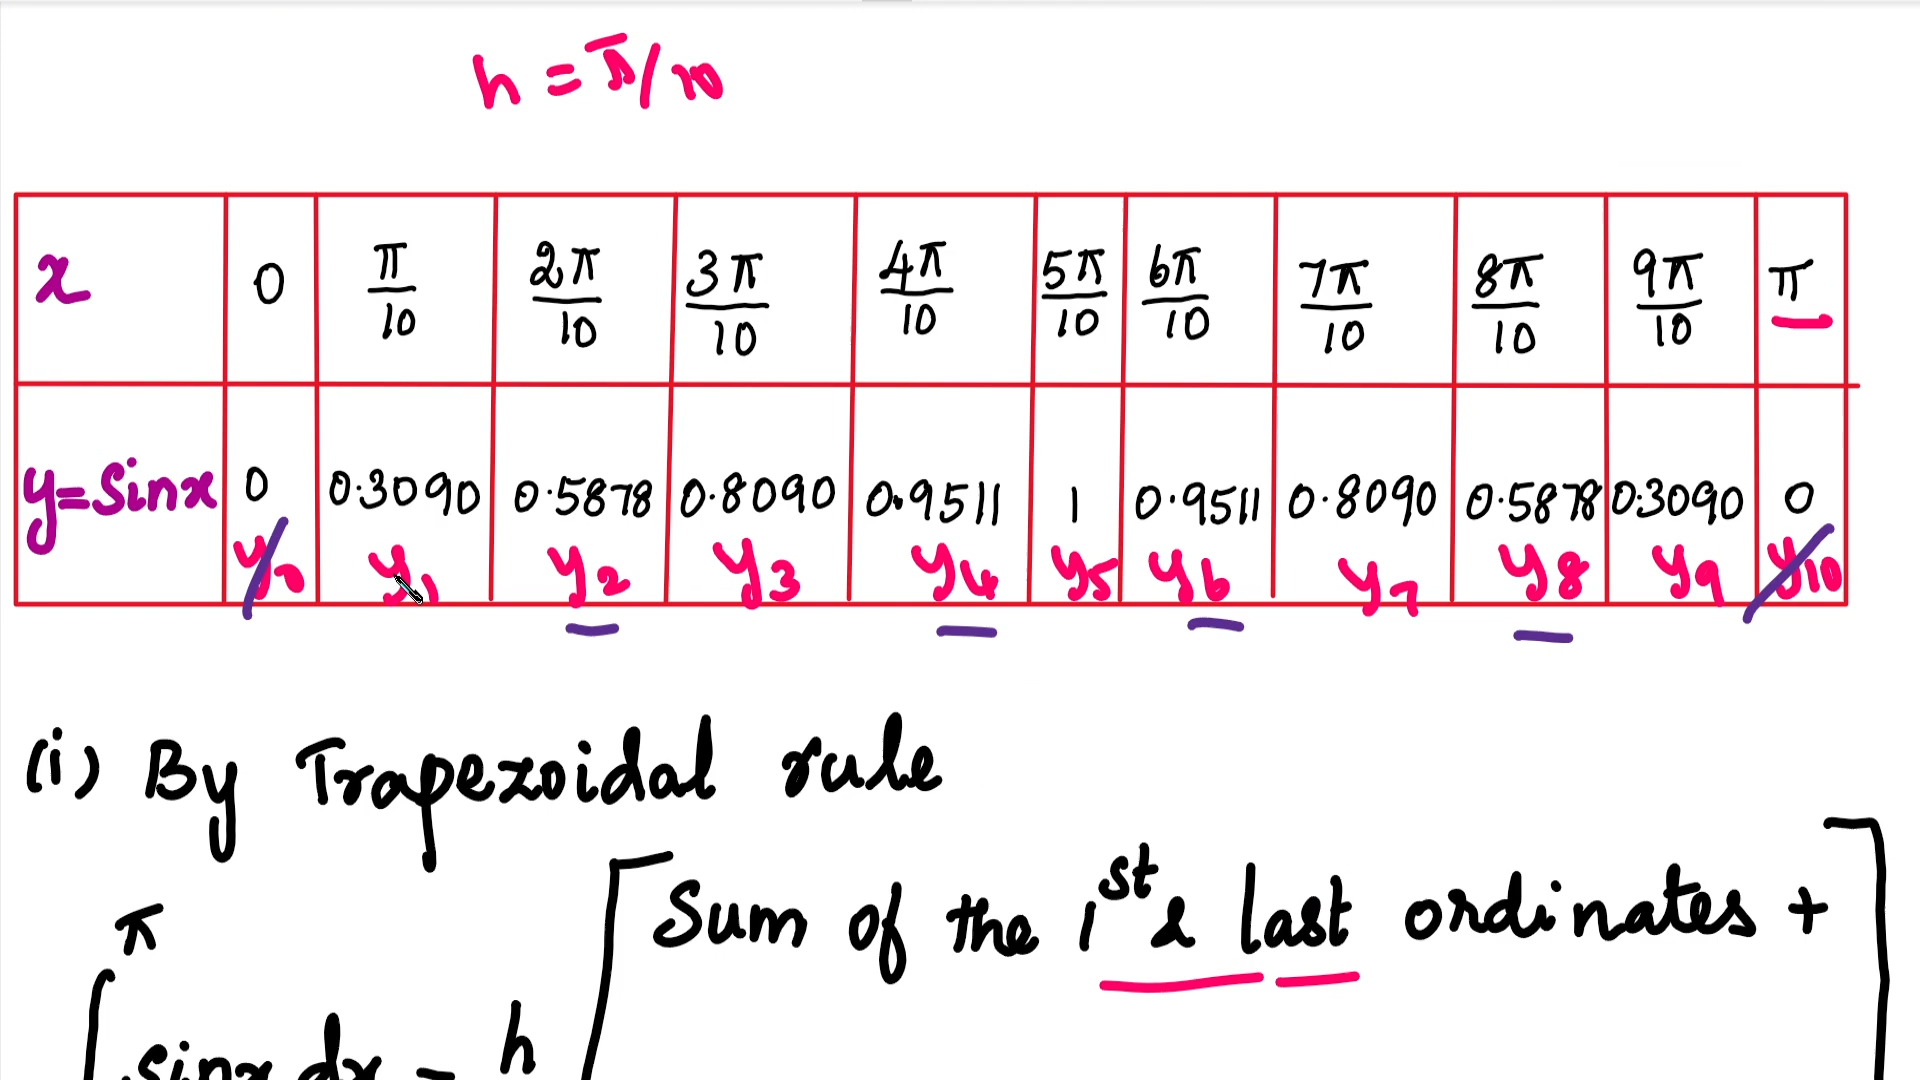 h = π/10
x 0 π/10 2π/10 3π/10 4π/10 5π/10 6π/10 7π/10 8π/10 9π/10 π
y=Sinx 0 0.3090 0.5878 0.8090 0.9511 1 0.9511 0.8090 0.5878 0.3090 0
y0 y1 y2 y3 y4 y5 y6 y7 y8 y9 y10
(i) By Trapezoidal rule
Sum of the 1st & last ordinates +
∫ π sinx dx = h